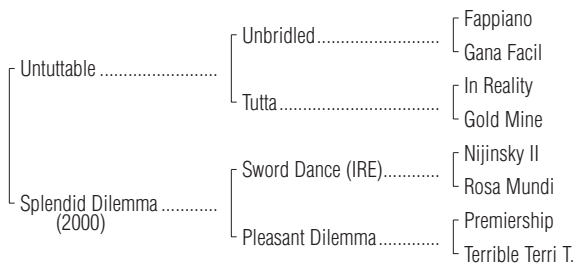 Fappiano
Unbridled..............................
Gana Facil
Untuttable ............................
In Reality
Tutta.......................................
Gold Mine
Nijinsky II
Sword Dance (IRE)..............
Rosa Mundi
Splendid Dilemma ..............
(2000)
Premiership
Pleasant Dilemma...............
Terrible Terri T.